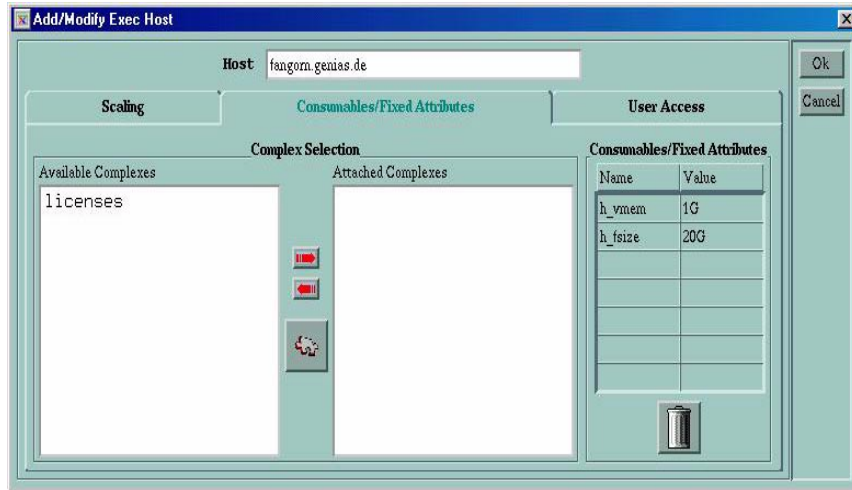 Add/Modify Exec Host
Host fangorn.genias.de
Ok
Cancel
Scaling Consumables/Fixed Attributes User Access
Complex Selection
Available Complexes Attached Complexes
licenses
Consumables/Fixed Attributes
Name Value
h_vmem 1G
h_fsize 20G